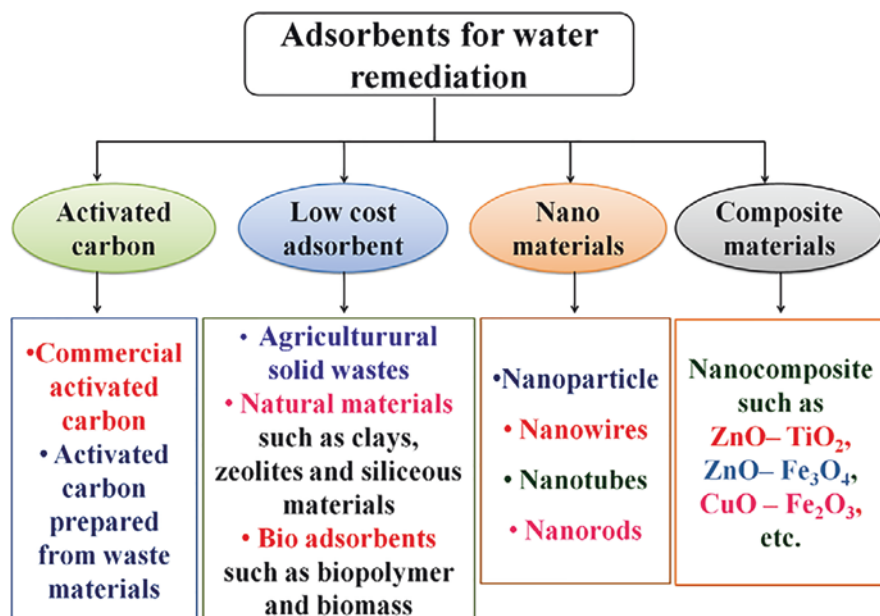 Adsorbents for water
remediation
Activated
carbon
Low cost
adsorbent
Nano
materials
Composite
materials
•Commercial
activated
carbon
• Activated
carbon
prepared
from waste
materials
• Agricultururural
solid wastes
• Natural materials
such as clays,
zeolites and siliceous
materials
• Bio adsorbents
such as biopolymer
and biomass
•Nanoparticle
• Nanowires
• Nanotubes
• Nanorods
Nanocomposite
such as
ZnO– TiO₂,
ZnO– Fe₃O₄,
CuO – Fe₂O₃,
etc.